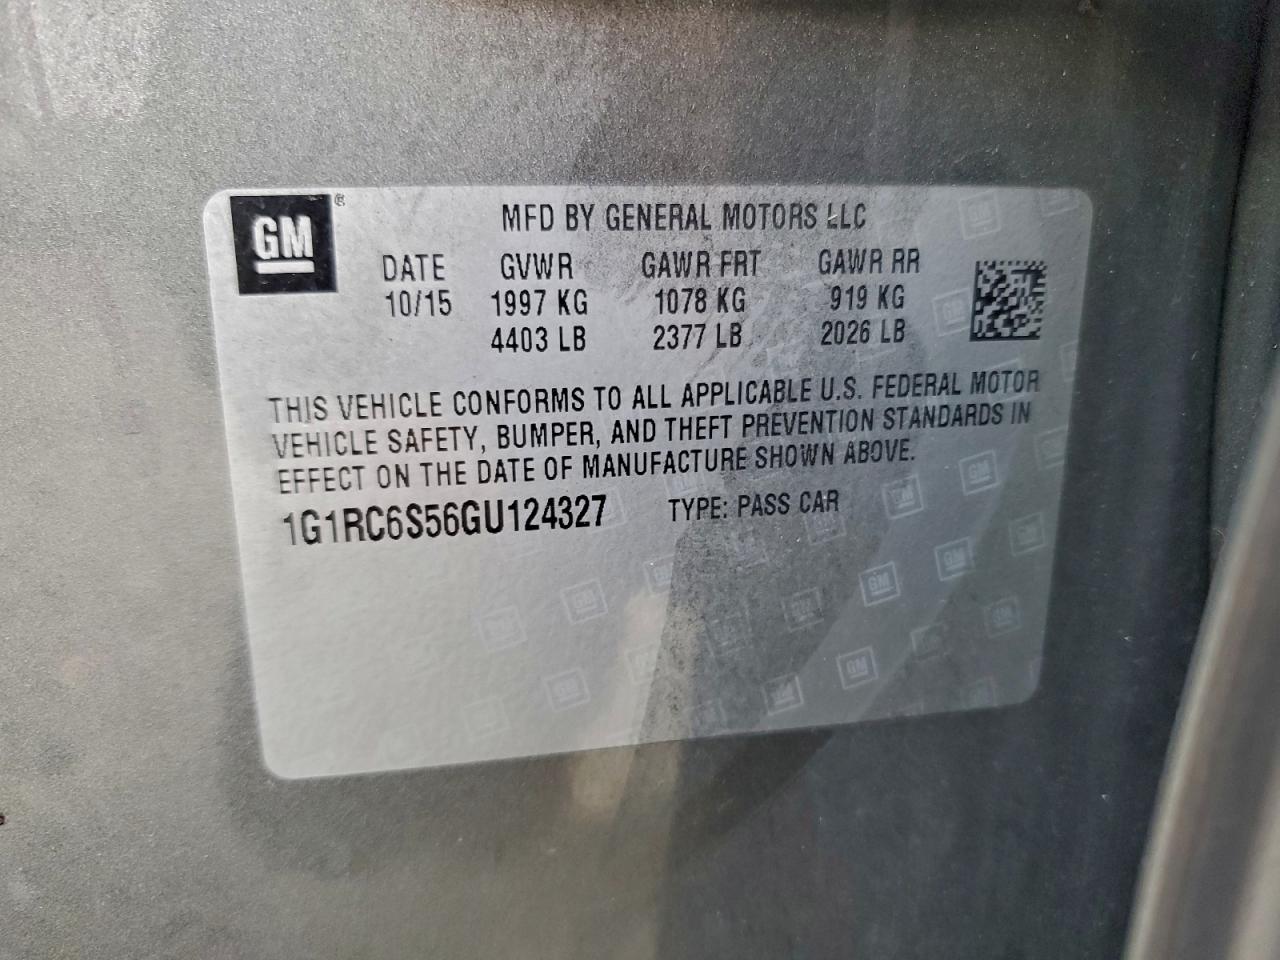 GM ®
MFD BY GENERAL MOTORS LLC
DATE GVWR GAWR FRT GAWR RR
10/15 1997 KG 1078 KG 919 KG
4403 LB 2377 LB 2026 LB
THIS VEHICLE CONFORMS TO ALL APPLICABLE U.S. FEDERAL MOTOR
VEHICLE SAFETY, BUMPER, AND THEFT PREVENTION STANDARDS IN
EFFECT ON THE DATE OF MANUFACTURE SHOWN ABOVE.
1G1RC6S56GU124327 TYPE: PASS CAR